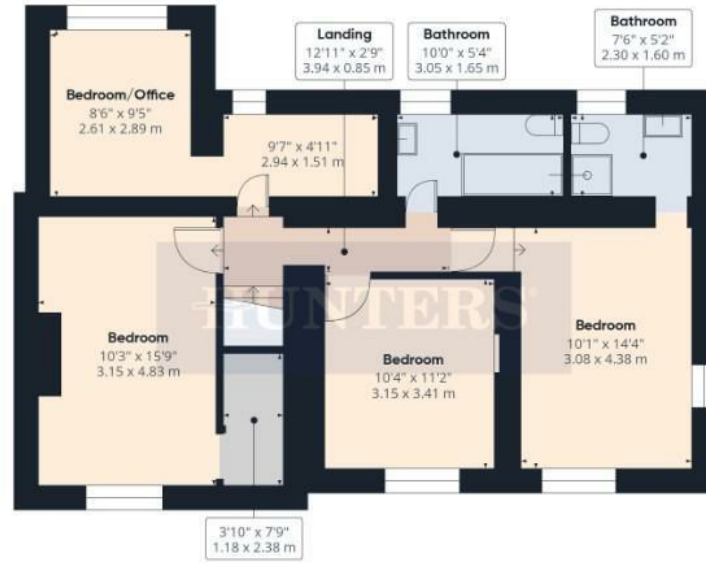 Landing
12'11" x 2'9"
3.94 x 0.85 m
Bathroom
10'0" x 5'4"
3.05 x 1.65 m
Bathroom
7'6" x 5'2"
2.30 x 1.60 m
Bedroom/Office
8'6" x 9'5"
2.61 x 2.89 m
9'7" x 4'11"
2.94 x 1.51 m
HUNTERS
Bedroom
10'3" x 15'9"
3.15 x 4.83 m
Bedroom
10'4" x 11'2"
3.15 x 3.41 m
Bedroom
10'1" x 14'4"
3.08 x 4.38 m
3'10" x 7'9"
1.18 x 2.38 m